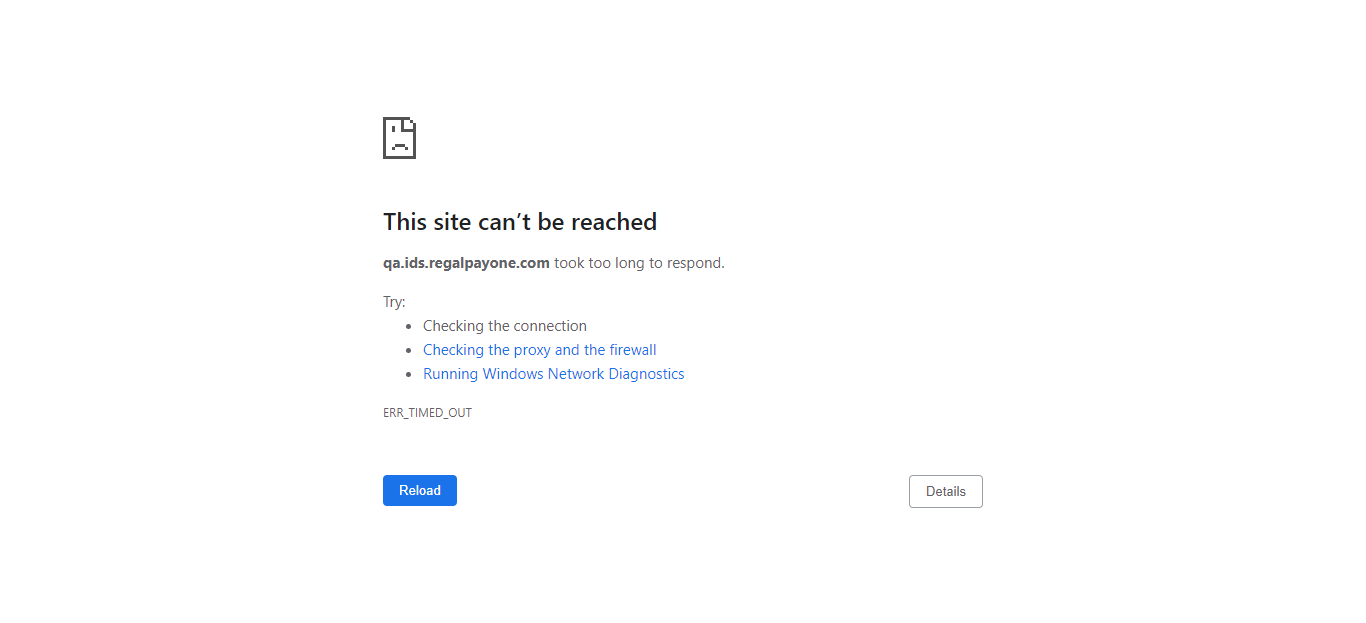 This site can’t be reached
qa.ids.regalpayone.com took too long to respond.
Try:
Checking the connection
Checking the proxy and the firewall
Running Windows Network Diagnostics
ERR_TIMED_OUT
Reload
Details